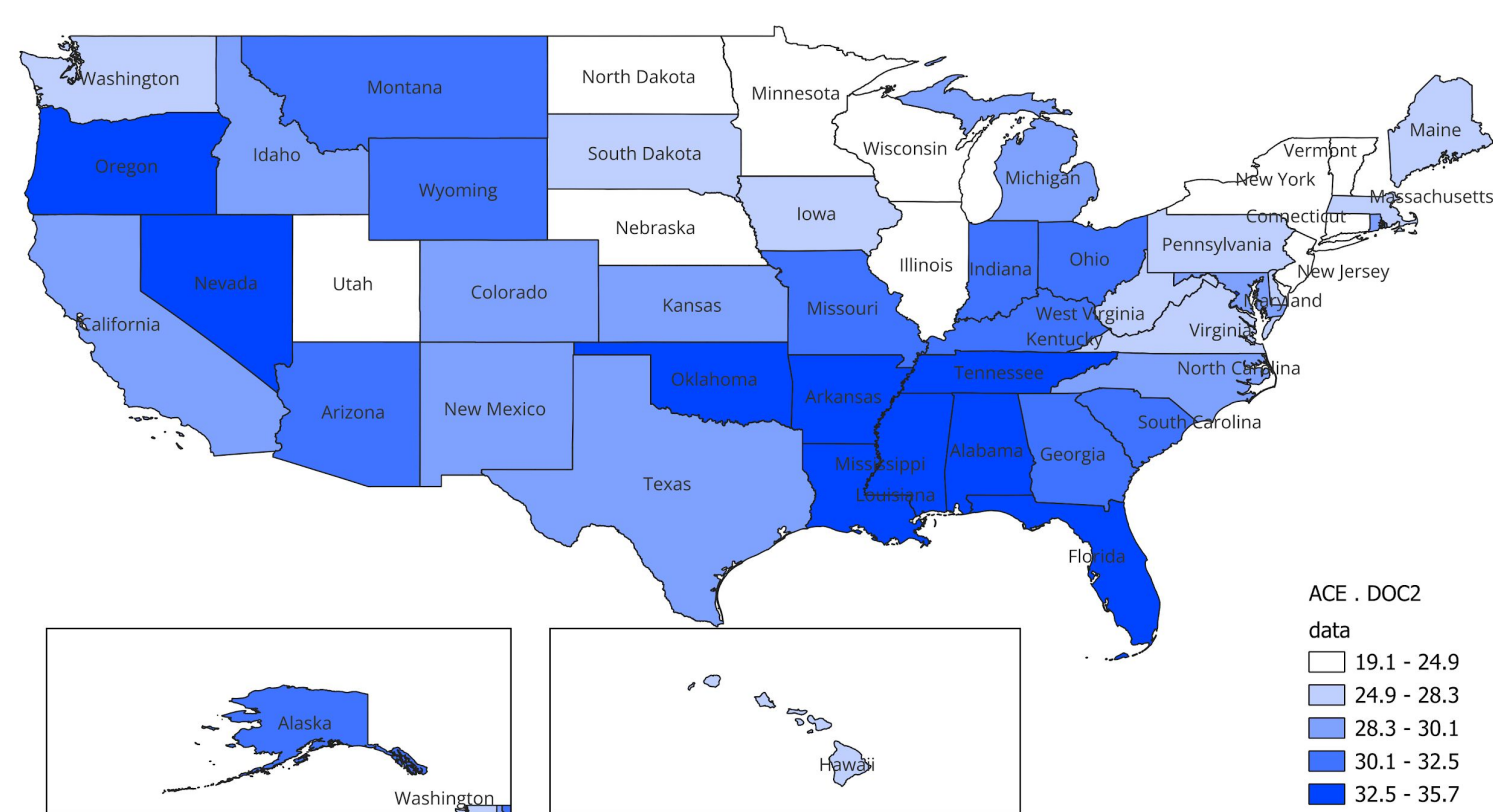 Washington
Montana
North Dakota
Minnesota
Maine
Oregon
Idaho
South Dakota
Wisconsin
Vermont
Michigan
New York
Wyoming
Massachusetts
Iowa
Connecticut
Nebraska
Pennsylvania
Nevada
Utah
Colorado
Illinois
Indiana
Ohio
New Jersey
Kansas
Missouri
West Virginia
Maryland
California
Kentucky
Virginia
Oklahoma
Tennessee
North Carolina
Arizona
New Mexico
Arkansas
South Carolina
Alabama
Georgia
Mississippi
Texas
Louisiana
Florida
ACE . DOC2
data
19.1 - 24.9
24.9 - 28.3
28.3 - 30.1
30.1 - 32.5
32.5 - 35.7
Alaska
Hawaii
Washington